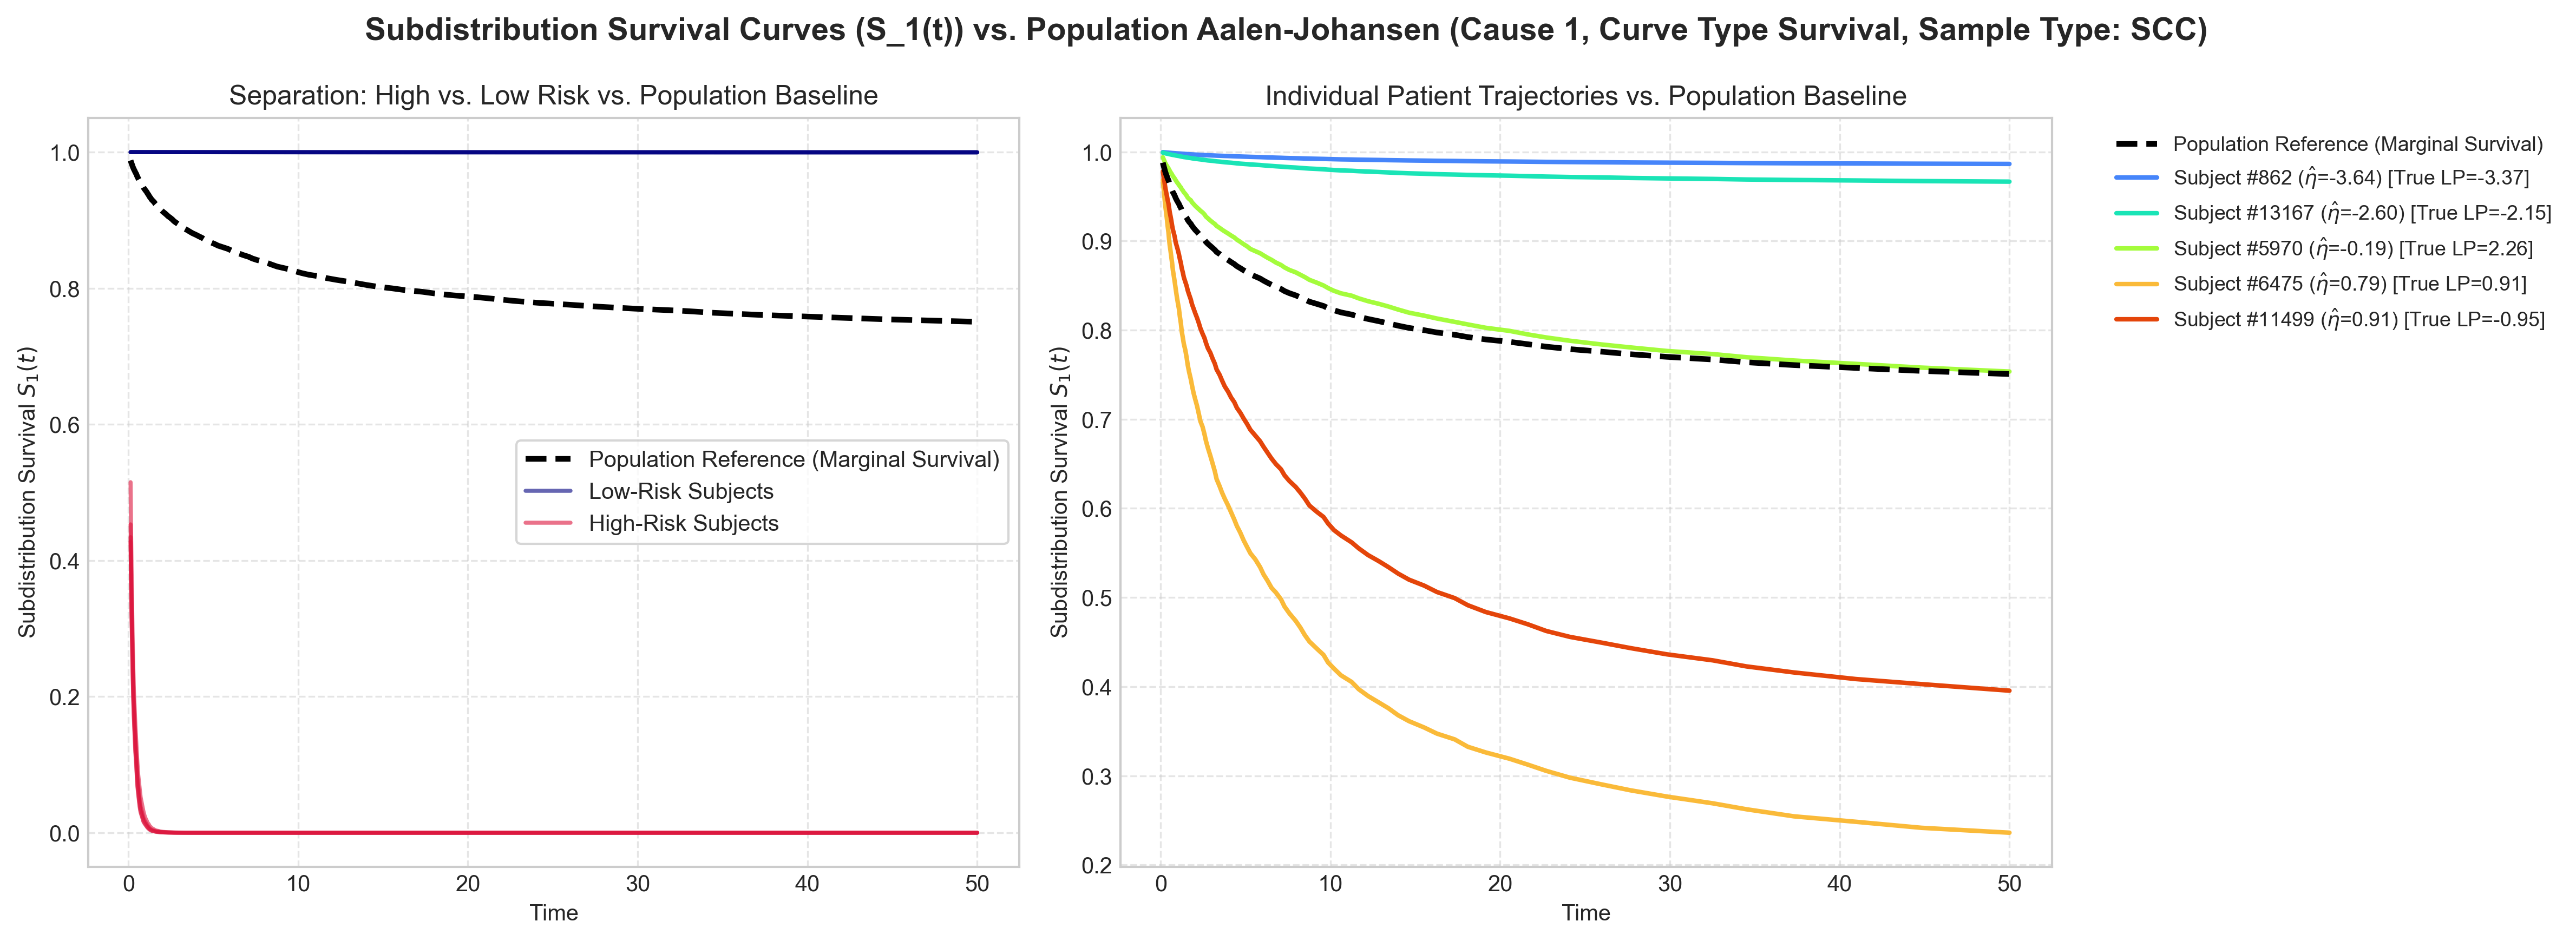 Subdistribution Survival Curves (S_1(t)) vs. Population Aalen-Johansen (Cause 1, Curve Type Survival, Sample Type: SCC)
Separation: High vs. Low Risk vs. Population Baseline
Subdistribution Survival S₁(t)
1.0
0.8
0.6
0.4
0.2
0.0
Population Reference (Marginal Survival)
Low-Risk Subjects
High-Risk Subjects
0 10 20 30 40 50
Time
Individual Patient Trajectories vs. Population Baseline
Subdistribution Survival S₁(t)
1.0
0.9
0.8
0.7
0.6
0.5
0.4
0.3
0.2
0 10 20 30 40 50
Time
Population Reference (Marginal Survival)
Subject #862 (η̂=-3.64) [True LP=-3.37]
Subject #13167 (η̂=-2.60) [True LP=-2.15]
Subject #5970 (η̂=-0.19) [True LP=2.26]
Subject #6475 (η̂=0.79) [True LP=0.91]
Subject #11499 (η̂=0.91) [True LP=-0.95]